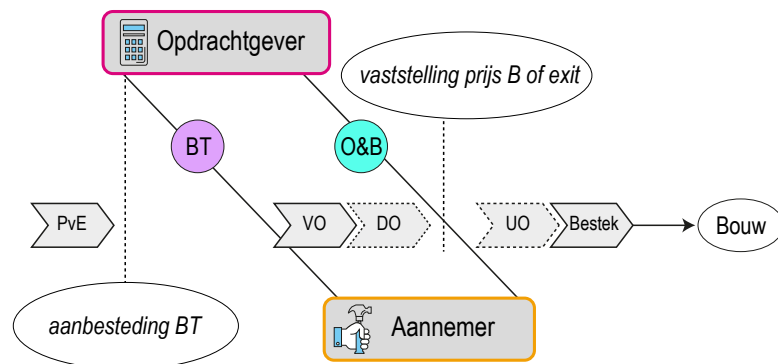 Opdrachtgever
vaststelling prijs B of exit
BT
O&B
PvE
VO
DO
UO
Bestek
Bouw
aanbesteding BT
Aannemer